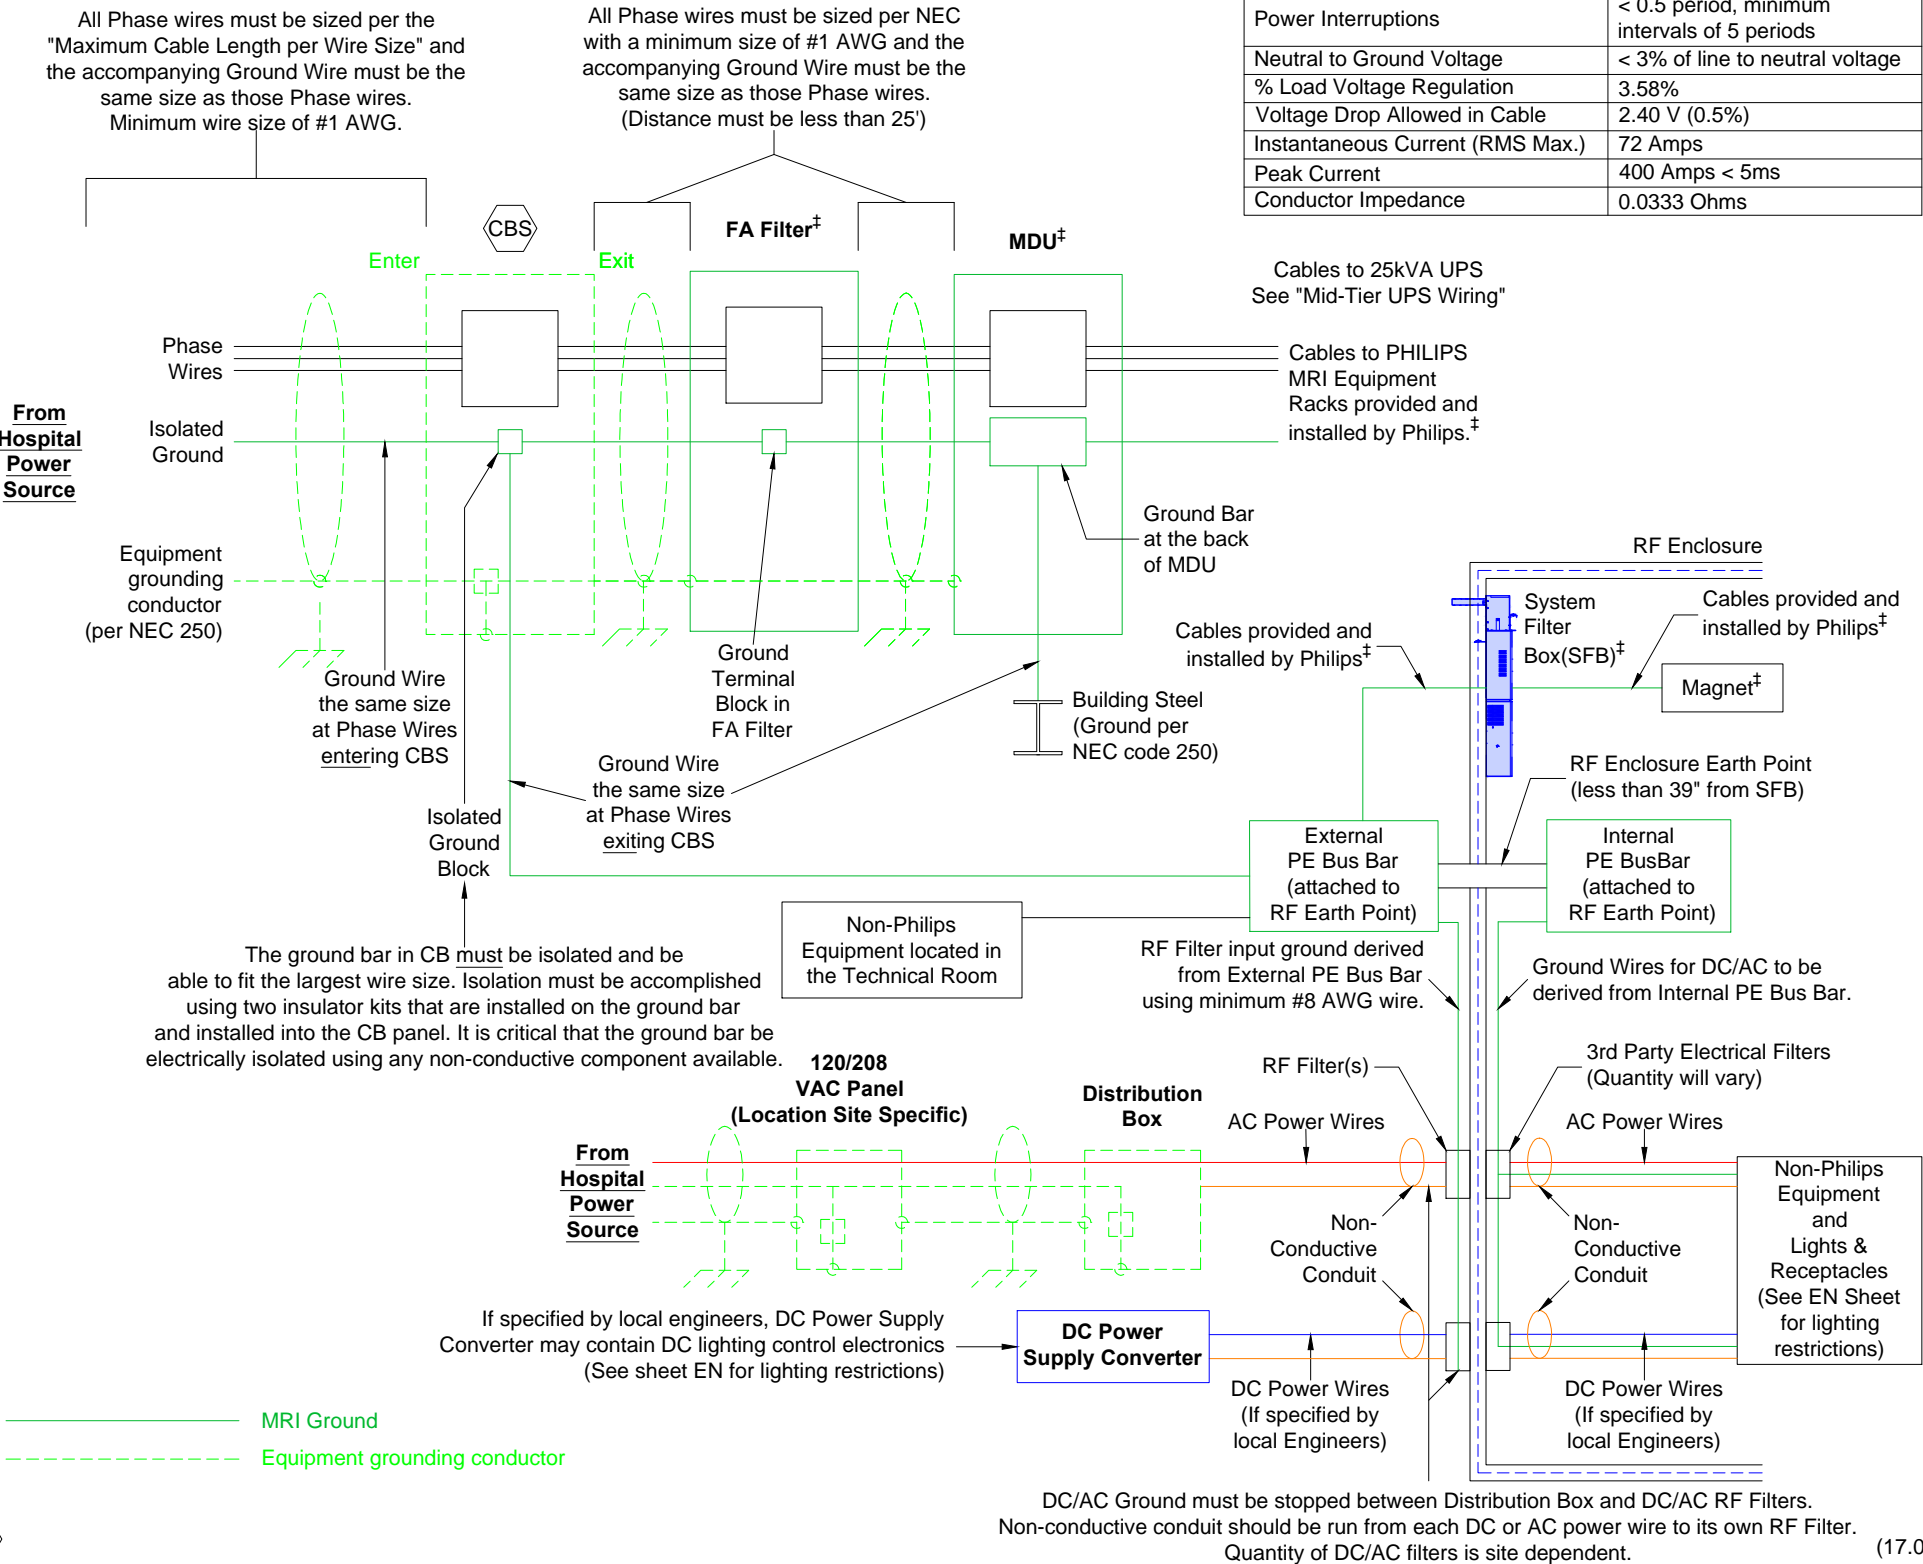 All Phase wires must be sized per the
"Maximum Cable Length per Wire Size" and
the accompanying Ground Wire must be the
same size as those Phase wires.
Minimum wire size of #1 AWG.
All Phase wires must be sized per NEC
with a minimum size of #1 AWG and the
accompanying Ground Wire must be the
same size as those Phase wires.
(Distance must be less than 25')
Power Interruptions
< 0.5 period, minimum
intervals of 5 periods
Neutral to Ground Voltage
< 3% of line to neutral voltage
% Load Voltage Regulation
3.58%
Voltage Drop Allowed in Cable
2.40 V (0.5%)
Instantaneous Current (RMS Max.)
72 Amps
Peak Current
400 Amps < 5ms
Conductor Impedance
0.0333 Ohms
CBS
Enter
Exit
FA Filter‡
MDU‡
Cables to 25kVA UPS
See "Mid-Tier UPS Wiring"
Phase
Wires
Cables to PHILIPS
MRI Equipment
Racks provided and
installed by Philips.‡
From
Hospital
Power
Source
Isolated
Ground
Equipment
grounding
conductor
(per NEC 250)
Ground Bar
at the back
of MDU
RF Enclosure
System
Filter
Box(SFB)‡
Cables provided and
installed by Philips‡
Cables provided and
installed by Philips‡
Magnet‡
Ground Wire
the same size
at Phase Wires
entering CBS
Ground
Terminal
Block in
FA Filter
Building Steel
(Ground per
NEC code 250)
Ground Wire
the same size
at Phase Wires
exiting CBS
RF Enclosure Earth Point
(less than 39" from SFB)
Isolated
Ground
Block
External
PE Bus Bar
(attached to
RF Earth Point)
Internal
PE BusBar
(attached to
RF Earth Point)
Non-Philips
Equipment located in
the Technical Room
The ground bar in CB must be isolated and be
able to fit the largest wire size. Isolation must be accomplished
using two insulator kits that are installed on the ground bar
and installed into the CB panel. It is critical that the ground bar be
electrically isolated using any non-conductive component available.
RF Filter input ground derived
from External PE Bus Bar
using minimum #8 AWG wire.
Ground Wires for DC/AC to be
derived from Internal PE Bus Bar.
120/208
VAC Panel
(Location Site Specific)
Distribution
Box
RF Filter(s)
3rd Party Electrical Filters
(Quantity will vary)
AC Power Wires
AC Power Wires
From
Hospital
Power
Source
Non-
Conductive
Conduit
Non-
Conductive
Conduit
Non-Philips
Equipment
and
Lights &
Receptacles
(See EN Sheet
for lighting
restrictions)
If specified by local engineers, DC Power Supply
Converter may contain DC lighting control electronics
(See sheet EN for lighting restrictions)
DC Power
Supply Converter
DC Power Wires
(If specified by
local Engineers)
DC Power Wires
(If specified by
local Engineers)
MRI Ground
Equipment grounding conductor
DC/AC Ground must be stopped between Distribution Box and DC/AC RF Filters.
Non-conductive conduit should be run from each DC or AC power wire to its own RF Filter.
Quantity of DC/AC filters is site dependent.
(17.0